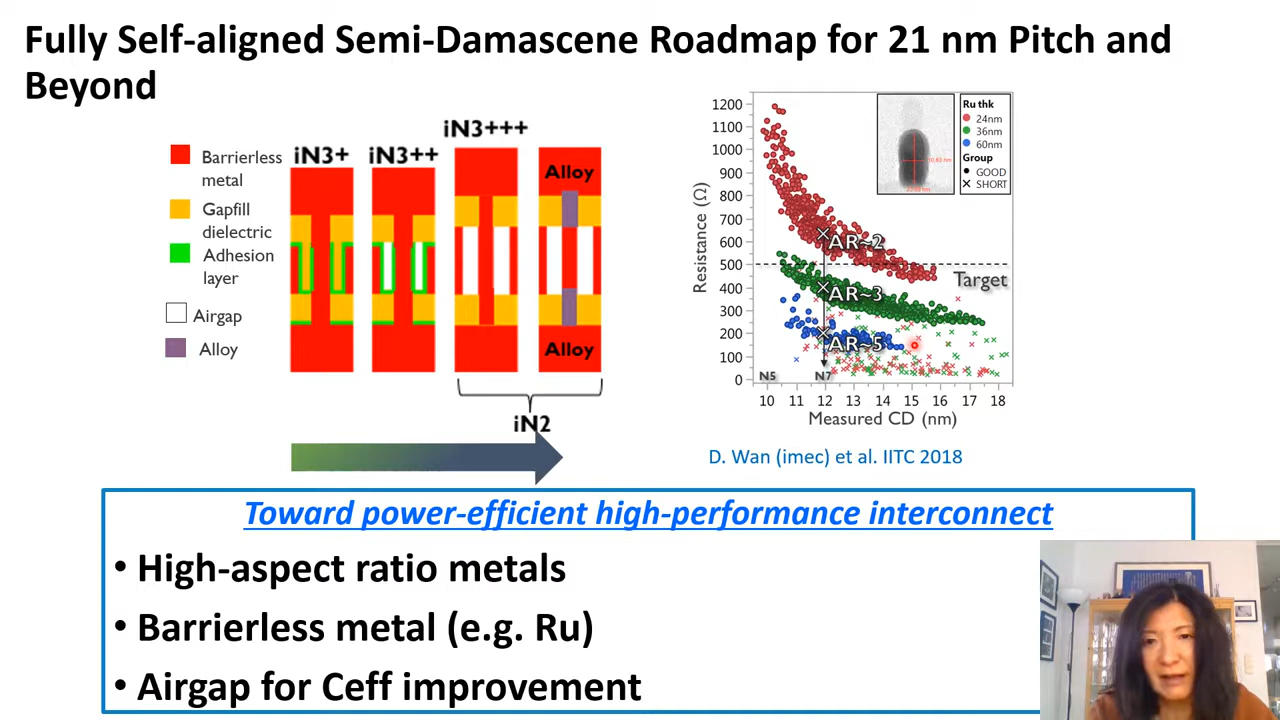 Fully Self-aligned Semi-Damascene Roadmap for 21 nm Pitch and
Beyond
iN3+++
iN3+
iN3++
Barrierless
metal
Gapfill
dielectric
Adhesion
layer
Airgap
Alloy
Alloy
Alloy
iN2
1200
1100
1000
900
800
700
600
500
400
300
200
100
0
Resistance (Ω)
Ru thk
24nm
36nm
60nm
Group
GOOD
SHORT
AR~2
Target
AR~3
AR~5
N5
N7
10 11 12 13 14 15 16 17 18
Measured CD (nm)
D. Wan (imec) et al. IITC 2018
Toward power-efficient high-performance interconnect
• High-aspect ratio metals
• Barrierless metal (e.g. Ru)
• Airgap for Ceff improvement